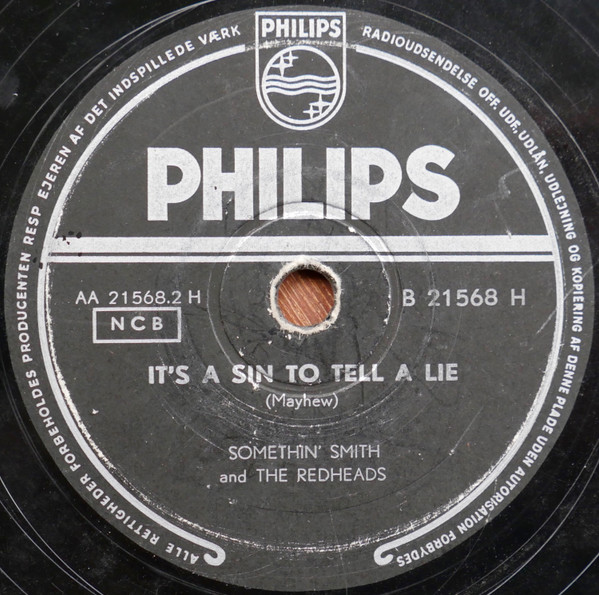 ALLE RETTIGHEDER FORBEHOLDES PRODUCENTEN RESP EJEREN AF DET INDSPILLEDE VÆRK
PHILIPS
RADIOUDSENDELSE OFF. UDF., UDLÅN, UDLEJNING OG KOPIERING AF DENNE PLADE UDEN AUTORISATION FORBYDES
PHILIPS
AA 21568.2 H
B 21568 H
NCB
IT'S A SIN TO TELL A LIE
(Mayhew)
SOMETHIN' SMITH
and THE REDHEADS